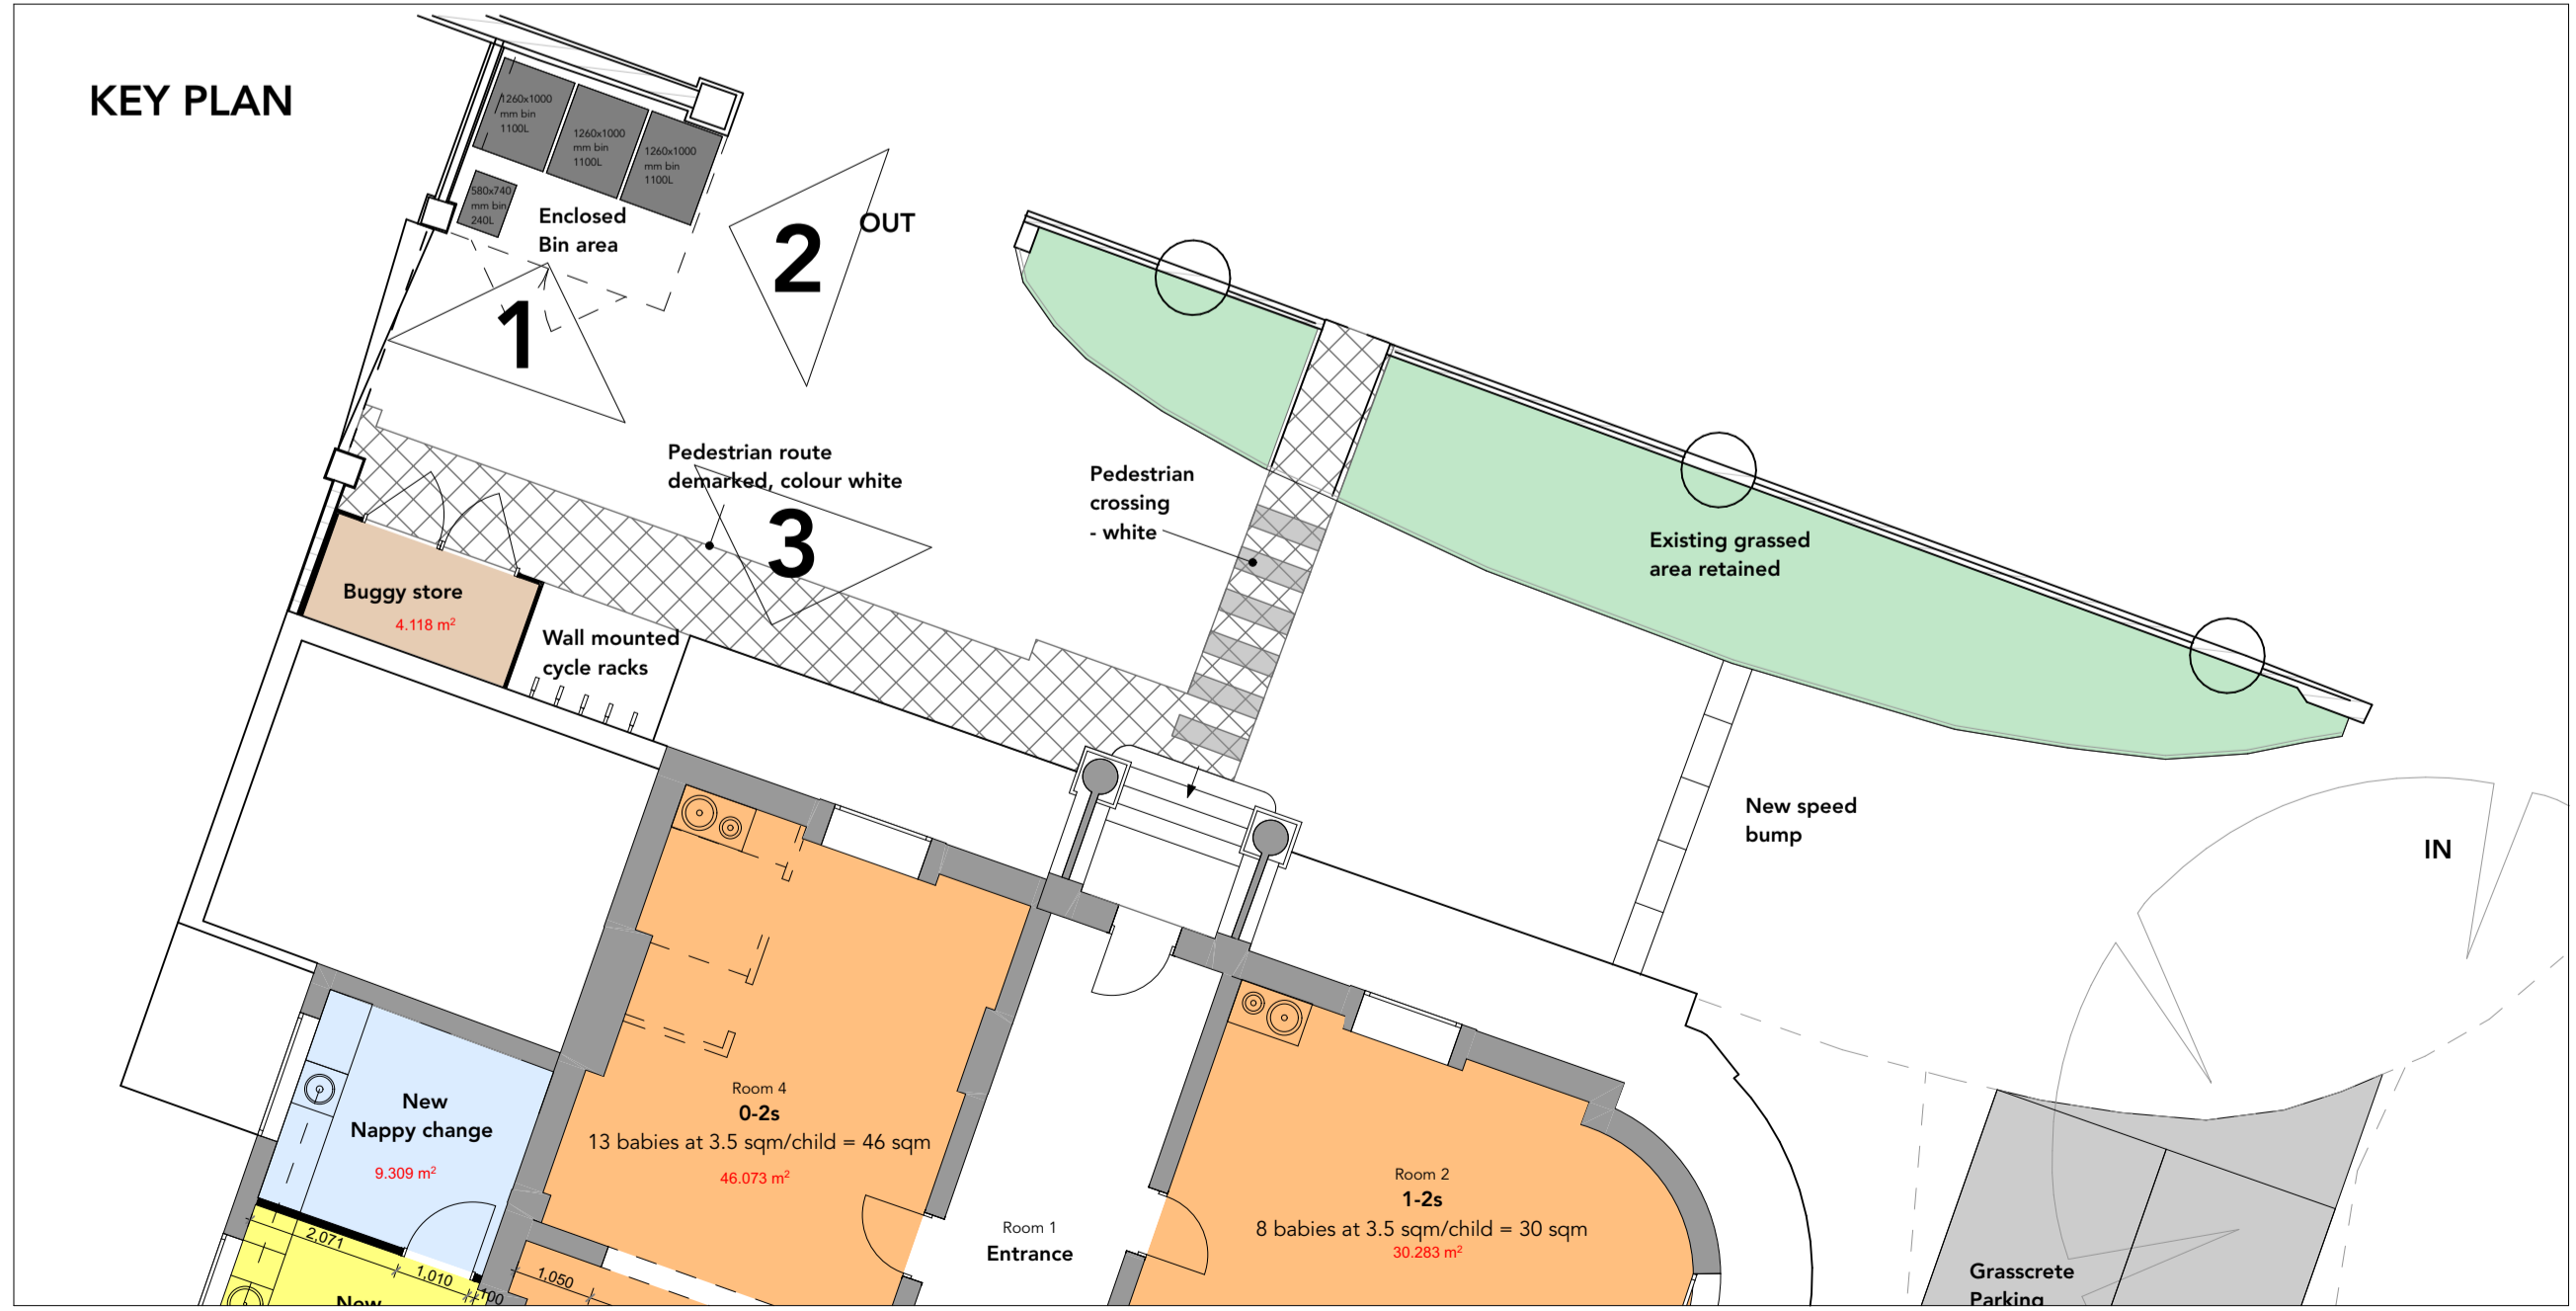 KEY PLAN
1260x1000
mm bin
1100L
1260x1000
mm bin
1100L
1260x1000
mm bin
1100L
580x740
mm bin
240L
Enclosed
Bin area
1
2
OUT
3
Pedestrian route
demarked, colour white
Pedestrian
crossing
- white
Existing grassed
area retained
Buggy store
4.118 m²
Wall mounted
cycle racks
New speed
bump
IN
New
Nappy change
9.309 m²
Room 4
0-2s
13 babies at 3.5 sqm/child = 46 sqm
46.073 m²
Room 1
Entrance
Room 2
1-2s
8 babies at 3.5 sqm/child = 30 sqm
30.283 m²
2,071
1,010
100
1,050
New
Grasscrete
Parking